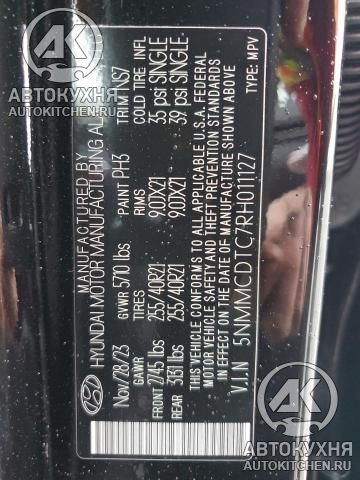 MANUFACTURED BY
HYUNDAI MOTOR MANUFACTURING
Nov/28/23
GVWR 5710 lbs
PAINT PH3
TRIM
NS7
GAWR
RIMS
COLD TIRE INFL
FRONT 2745 lbs
255/40R21
9.0JX21
35 psi SINGLE
REAR 3351 lbs
255/40R21
9.0JX21
39 psi SINGLE
THIS VEHICLE CONFORMS TO ALL APPLICABLE U.S.A. FEDERAL
MOTOR VEHICLE SAFETY AND THEFT PREVENTION STANDARDS
IN EFFECT ON THE DATE OF MANUFACTURE SHOWN ABOVE
V.I.N 5NMMCDTC7RH011127
TYPE: MPV
АВТОКУХНЯ
AUTOKITCHEN.RU
АВТОКУХНЯ
AUTOKITCHEN.RU